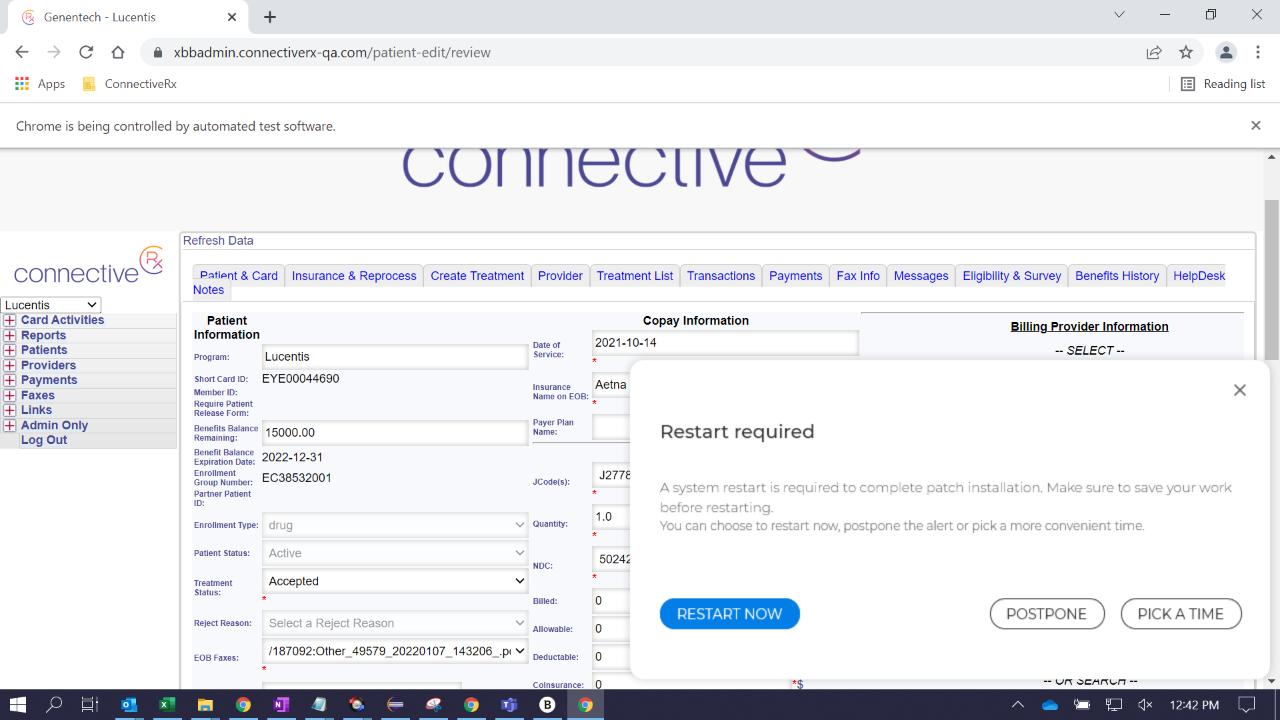 Genentech - Lucentis
xbbadmin.connectiverx-qa.com/patient-edit/review
Apps
ConnectiveRx
Reading list
Chrome is being controlled by automated test software.
connective
connective Rx
Lucentis
Card Activities
Reports
Patients
Providers
Payments
Faxes
Links
Admin Only
Log Out
Refresh Data
Patient & Card Insurance & Reprocess Create Treatment Provider Treatment List Transactions Payments Fax Info Messages Eligibility & Survey Benefits History HelpDesk
Notes
Patient
Information
Program: Lucentis
Short Card ID: EYE00044690
Member ID:
Require Patient
Release Form:
Benefits Balance
Remaining: 15000.00
Benefit Balance
Expiration Date: 2022-12-31
Enrollment
Group Number: EC38532001
Partner Patient
ID:
Enrollment Type: drug
Patient Status: Active
Treatment
Status: Accepted
*
Reject Reason: Select a Reject Reason
EOB Faxes: /187092:Other_49579_20220107_143206_.p
*
Copay Information
Date of
Service: 2021-10-14
*
Insurance
Name on EOB: Aetna
*
Payer Plan
Name:
JCode(s): J2778
*
Quantity: 1.0
*
NDC: 50242
*
Billed: 0
Allowable: 0
Deductable: 0
Coinsurance: 0
*$
Billing Provider Information
-- SELECT --
-- OR SEARCH --
Restart required
A system restart is required to complete patch installation. Make sure to save your work
before restarting.
You can choose to restart now, postpone the alert or pick a more convenient time.
RESTART NOW
POSTPONE
PICK A TIME
12:42 PM